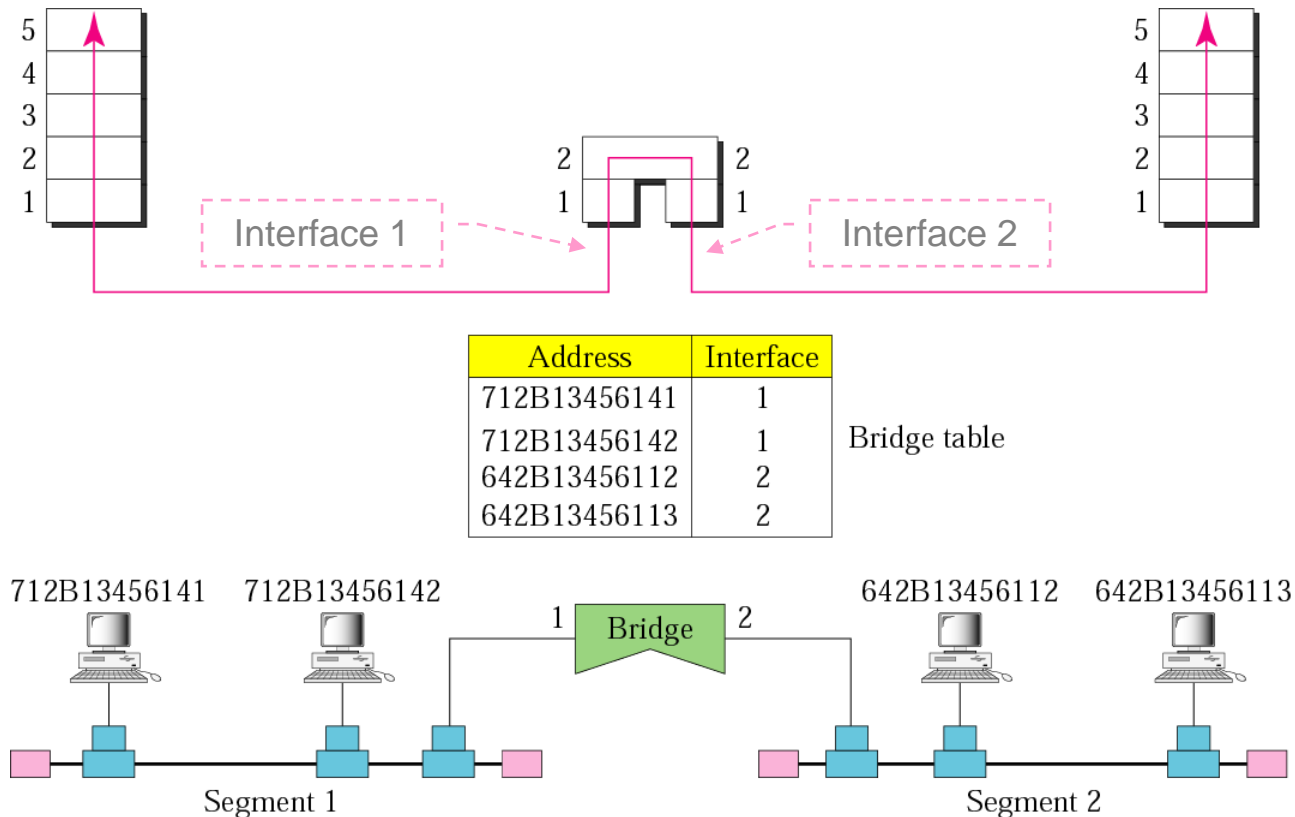 5 5
4 4
3 3
2 2 2 2
1 1 1 1
Interface 1 Interface 2
Address Interface
712B13456141 1
712B13456142 1
Bridge table
642B13456112 2
642B13456113 2
712B13456141 712B13456142 642B13456112 642B13456113
1 Bridge 2
Segment 1 Segment 2